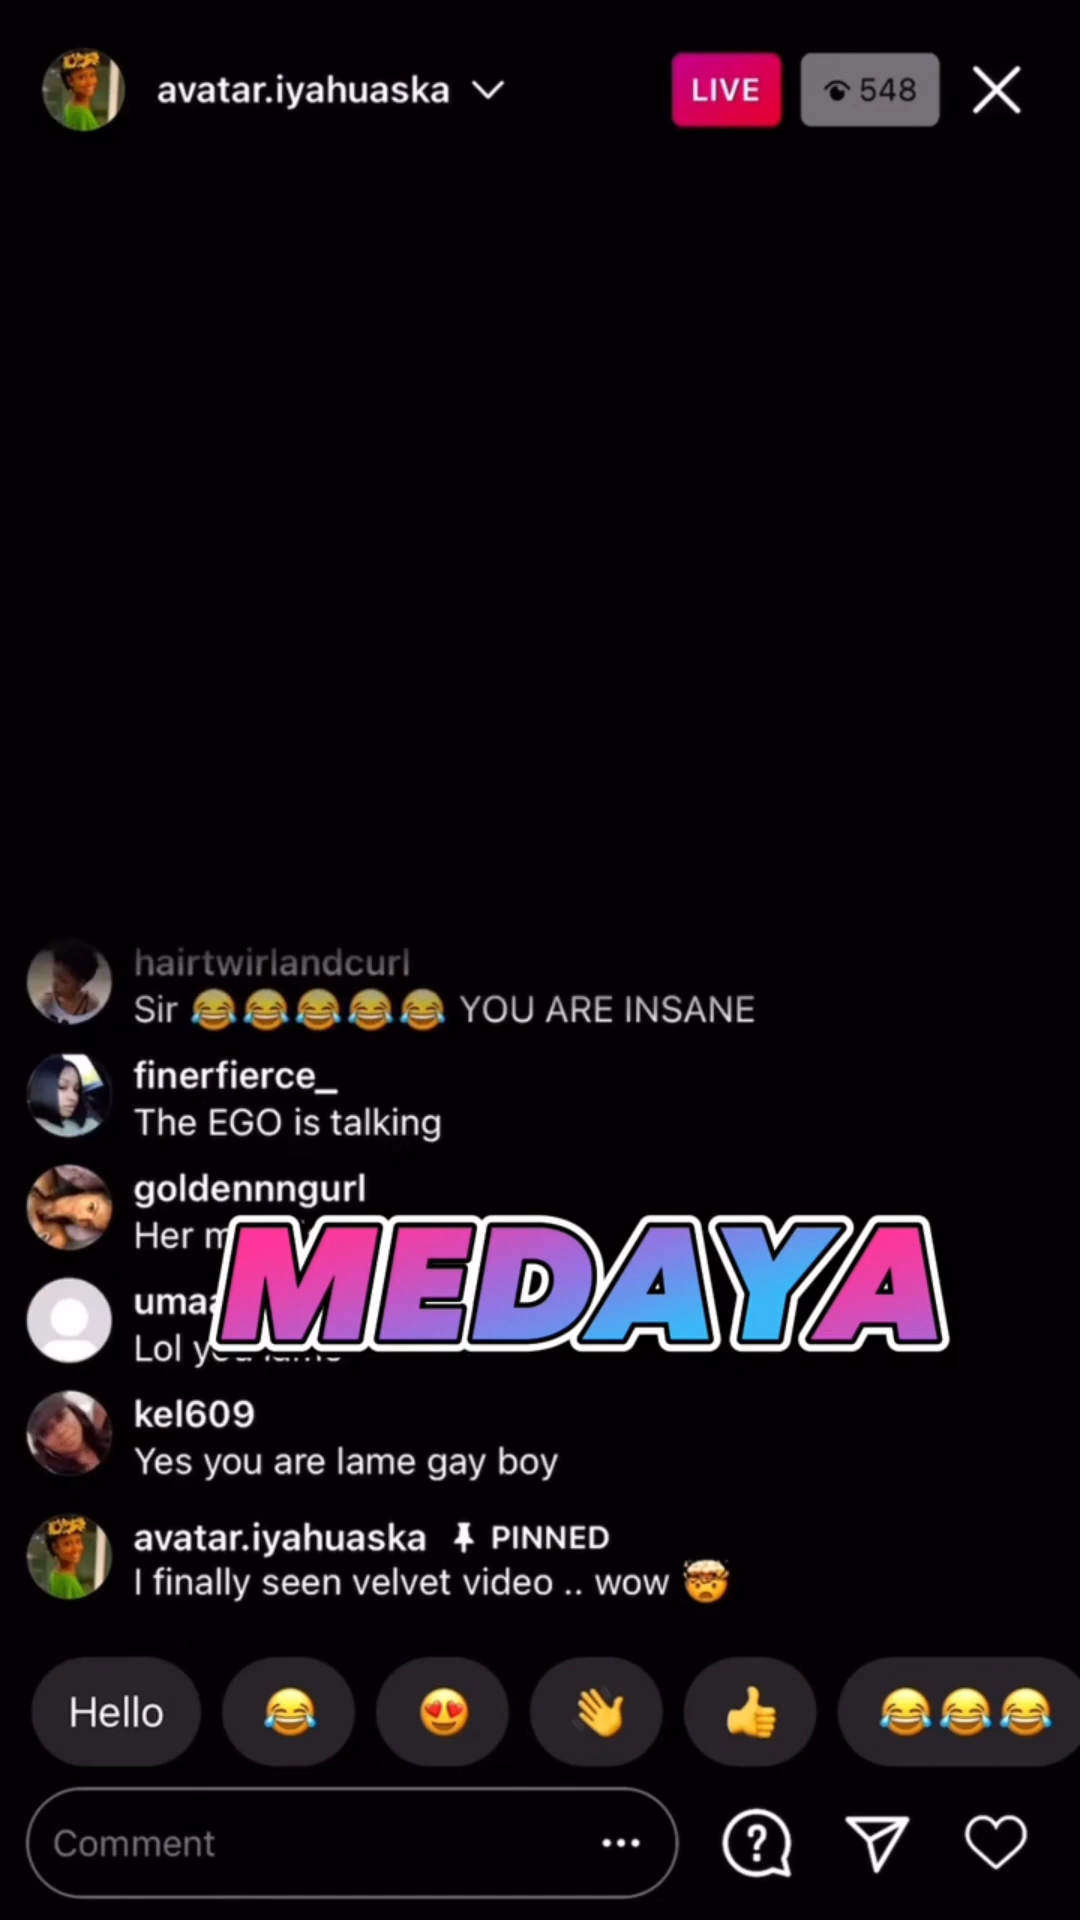 avatar.iyahuaska
LIVE
548
hairtwirlandcurl
Sir 😂😂😂😂😂 YOU ARE INSANE
finerfierce_
The EGO is talking
goldennngurl
Her
MEDAYA
Lol
kel609
Yes you are lame gay boy
avatar.iyahuaska PINNED
I finally seen velvet video .. wow 🤯
Hello
Comment